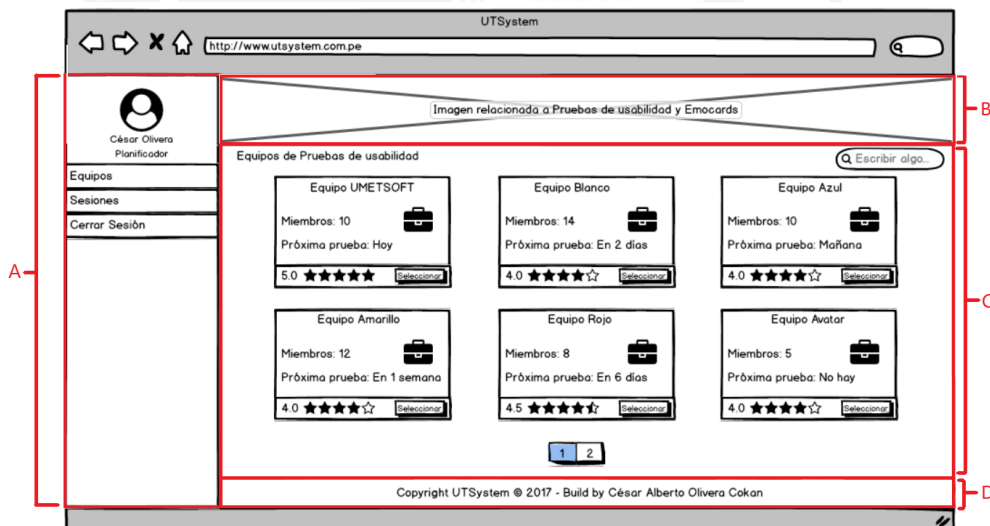 UTSystem
http://www.utsystem.com.pe
A
B
C
D
César Olivera
Planificador
Equipos
Sesiones
Cerrar Sesión
Imagen relacionada a Pruebas de usabilidad y Emocards
Equipos de Pruebas de usabilidad
Escribir algo...
Equipo UMETSOFT
Miembros: 10
Próxima prueba: Hoy
5.0
Seleccionar
Equipo Blanco
Miembros: 14
Próxima prueba: En 2 días
4.0
Seleccionar
Equipo Azul
Miembros: 10
Próxima prueba: Mañana
4.0
Seleccionar
Equipo Amarillo
Miembros: 12
Próxima prueba: En 1 semana
4.0
Seleccionar
Equipo Rojo
Miembros: 8
Próxima prueba: En 6 días
4.5
Seleccionar
Equipo Avatar
Miembros: 5
Próxima prueba: No hay
4.0
Seleccionar
1 2
Copyright UTSystem © 2017 - Build by César Alberto Olivera Cokan